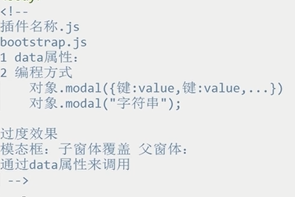 <!--
插件名称.js
bootstrap.js
1 data属性:
2 编程方式
对象.modal({键:value,键:value,...})
对象.modal("字符串");
过度效果
模态框: 子窗体覆盖 父窗体:
通过data属性来调用
-->